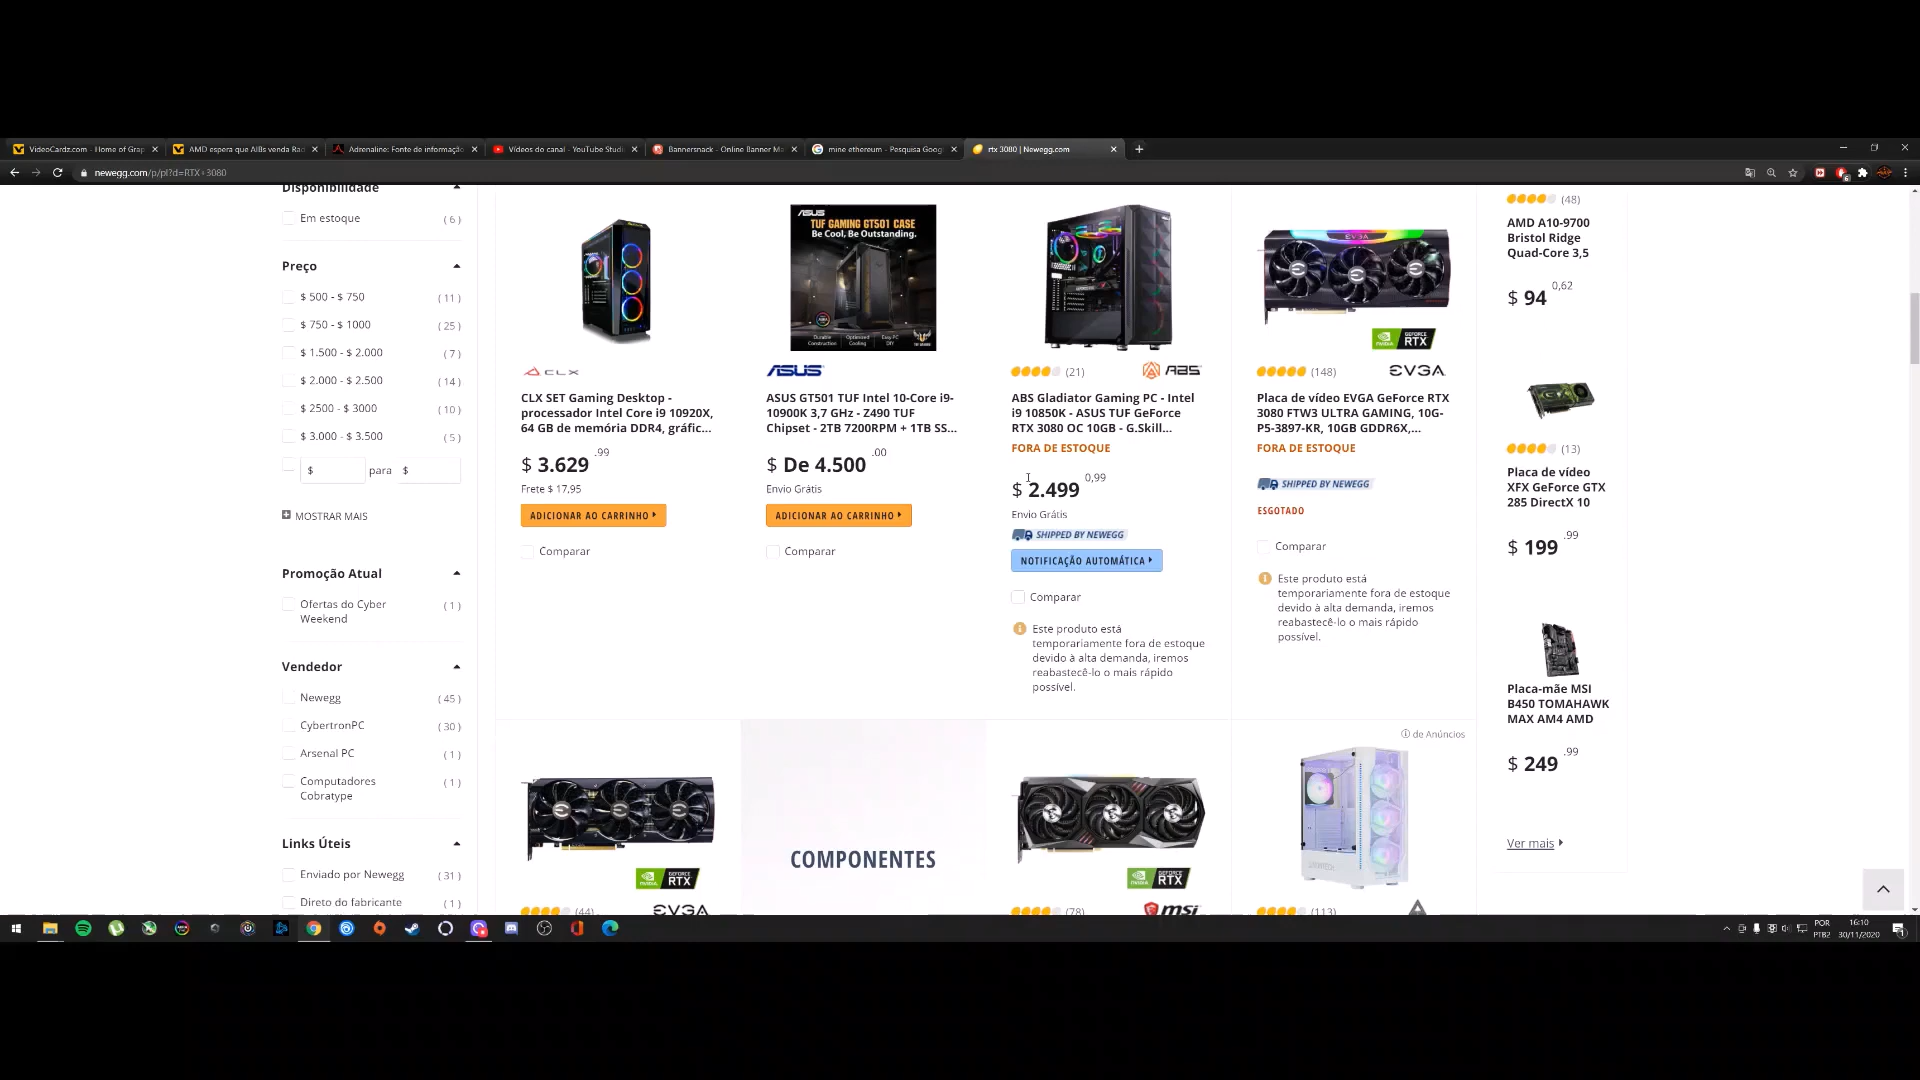 VideoCardz.com - Home of Grap
AMD espera que AIBs venda Rad
Adrenaline: Fonte de informação
Vídeos do canal - YouTube Studi
Bannersnack - Online Banner Ma
mine ethereum - Pesquisa Goog
rtx 3080 | Newegg.com
newegg.com/p/pl?d=RTX+3080
Disponibilidade
Em estoque (6)
Preço
$ 500 - $ 750 (11)
$ 750 - $ 1000 (25)
$ 1.500 - $ 2.000 (7)
$ 2.000 - $ 2.500 (14)
$ 2500 - $ 3000 (10)
$ 3.000 - $ 3.500 (5)
$ para $
MOSTRAR MAIS
Promoção Atual
Ofertas do Cyber (1)
Weekend
Vendedor
Newegg (45)
CybertronPC (30)
Arsenal PC (1)
Computadores (1)
Cobratype
Links Úteis
Enviado por Newegg (31)
Direto do fabricante (1)
CLX
CLX SET Gaming Desktop -
processador Intel Core i9 10920X,
64 GB de memória DDR4, gráfic...
$ 3.629 .99
Frete $ 17,95
ADICIONAR AO CARRINHO
Comparar
ASUS
TUF GAMING GT501 CASE
Be Cool, Be Outstanding.
ASUS
ASUS GT501 TUF Intel 10-Core i9-
10900K 3,7 GHz - Z490 TUF
Chipset - 2TB 7200RPM + 1TB SS...
$ De 4.500 .00
Envio Grátis
ADICIONAR AO CARRINHO
Comparar
(21) ABS
ABS Gladiator Gaming PC - Intel
i9 10850K - ASUS TUF GeForce
RTX 3080 OC 10GB - G.Skill...
FORA DE ESTOQUE
$ 2.499 0,99
Envio Grátis
SHIPPED BY NEWEGG
NOTIFICAÇÃO AUTOMÁTICA
Comparar
Este produto está
temporariamente fora de estoque
devido à alta demanda, iremos
reabastecê-lo o mais rápido
possível.
EVGA
GEFORCE
RTX
NVIDIA
(148) EVGA
Placa de vídeo EVGA GeForce RTX
3080 FTW3 ULTRA GAMING, 10G-
P5-3897-KR, 10GB GDDR6X,...
FORA DE ESTOQUE
SHIPPED BY NEWEGG
ESGOTADO
Comparar
Este produto está
temporariamente fora de estoque
devido à alta demanda, iremos
reabastecê-lo o mais rápido
possível.
GEFORCE
RTX
NVIDIA
(44) EVGA
COMPONENTES
GEFORCE
RTX
NVIDIA
(78) msi
de Anúncios
(113)
(48)
AMD A10-9700
Bristol Ridge
Quad-Core 3,5
$ 94 0,62
(13)
Placa de vídeo
XFX GeForce GTX
285 DirectX 10
$ 199 .99
Placa-mãe MSI
B450 TOMAHAWK
MAX AM4 AMD
$ 249 .99
Ver mais
POR
PTB2
16:10
30/11/2020